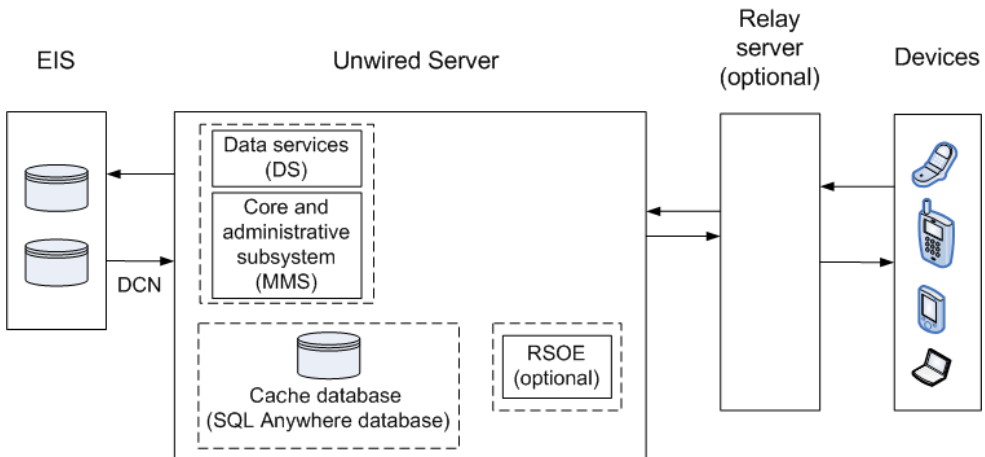 EIS
Unwired Server
Relay
server
(optional)
Devices
Data services
(DS)
Core and
administrative
subsystem
(MMS)
DCN
Cache database
(SQL Anywhere database)
RSOE
(optional)